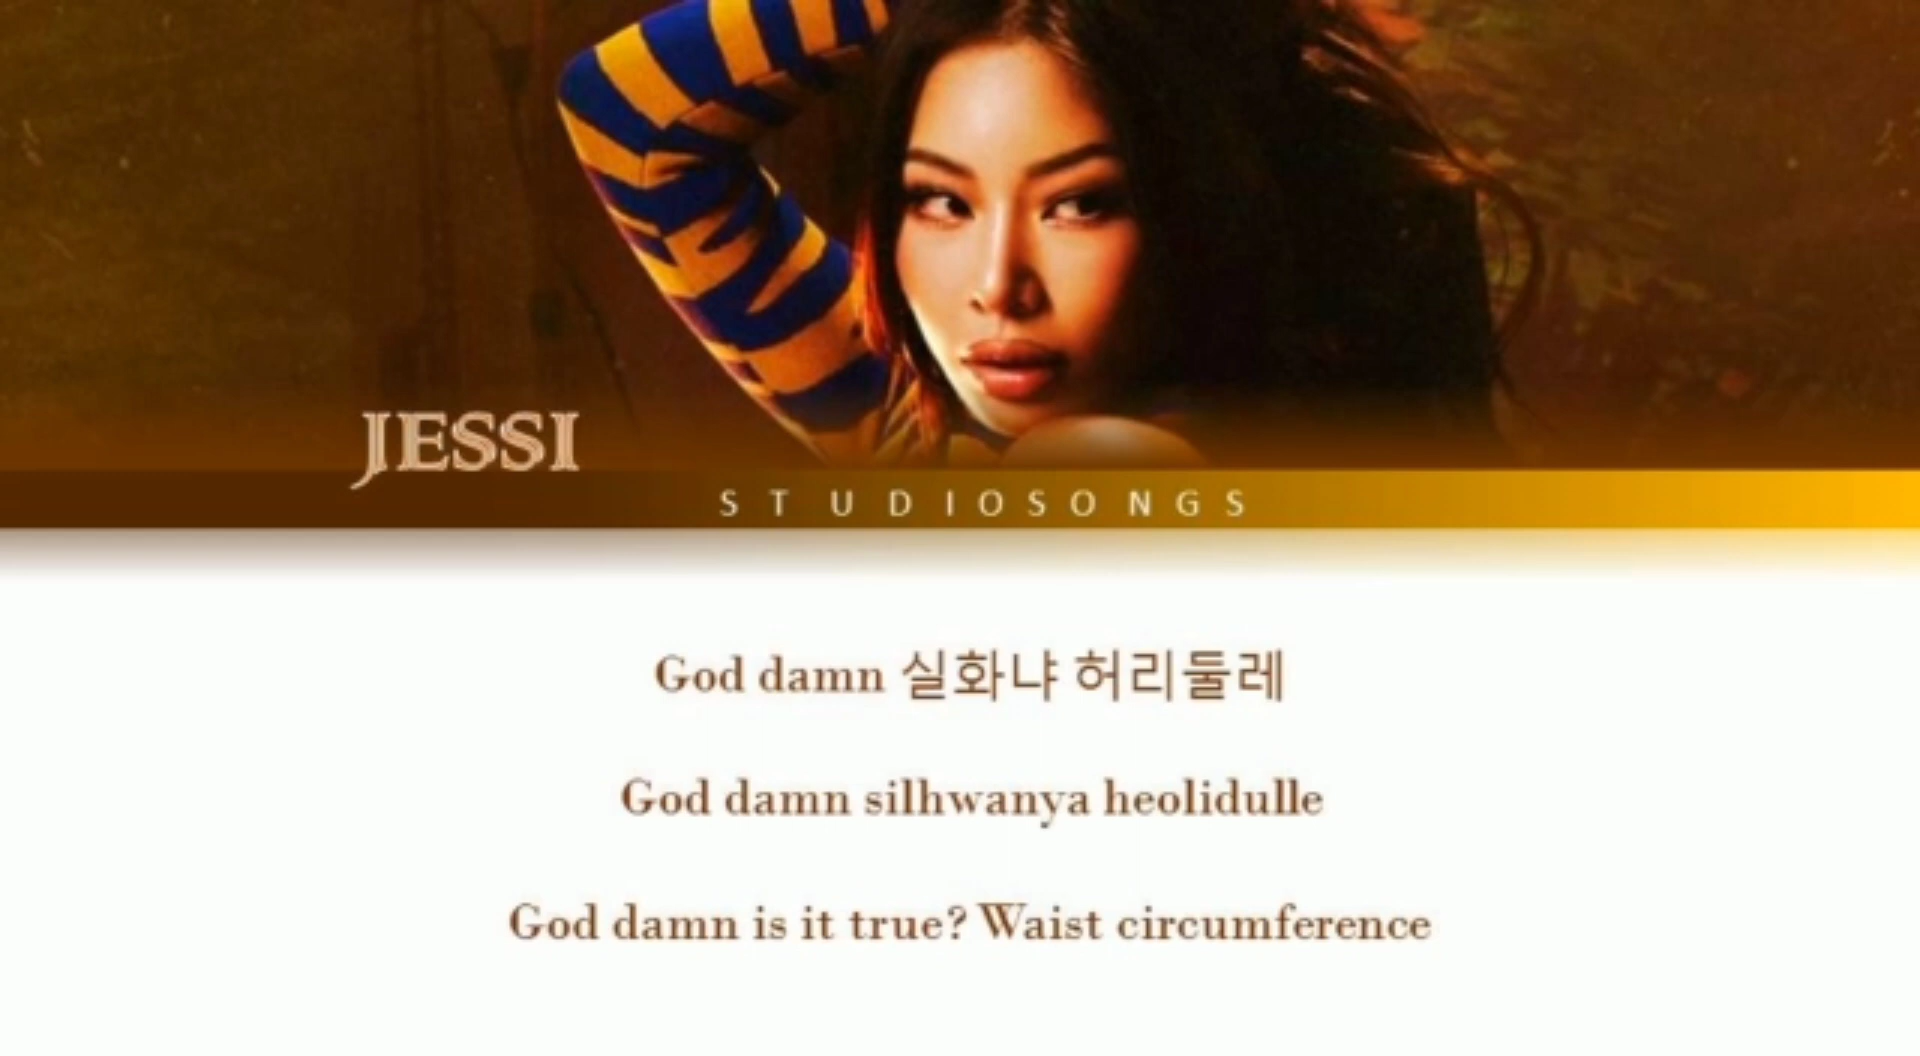 JESSI
STUDIOSONGS
God damn 실화냐 허리둘레
God damn silhwanya heolidulle
God damn is it true? Waist circumference